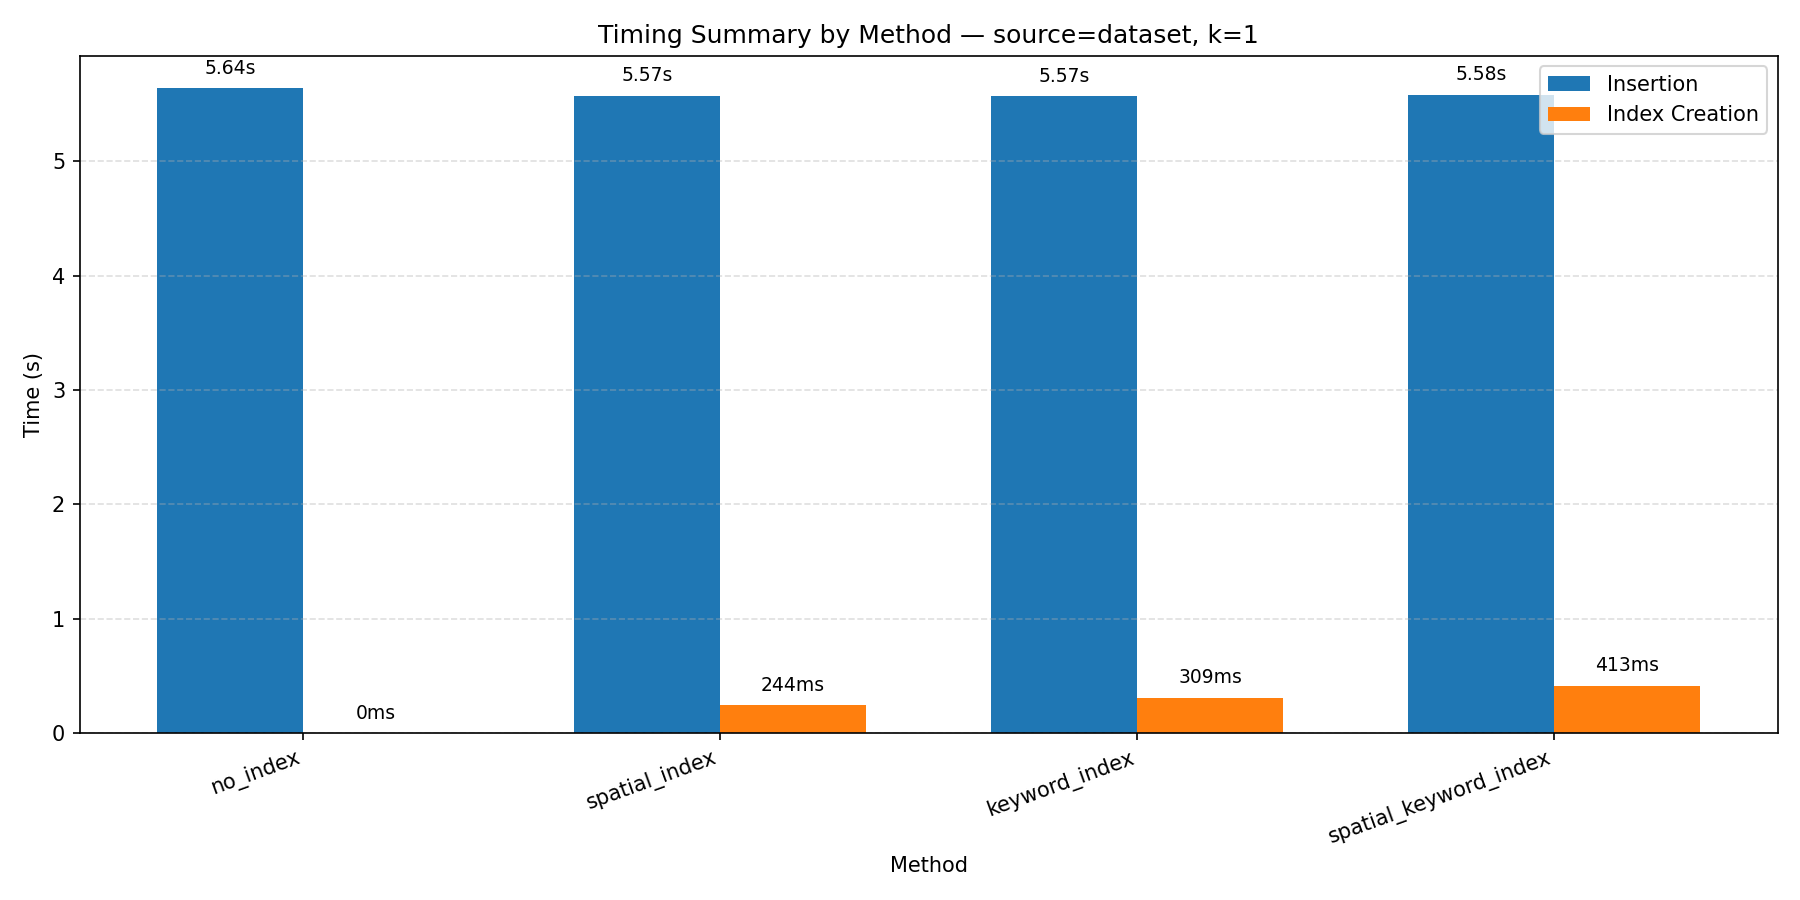 Timing Summary by Method — source=dataset, k=1
5.64s
5.57s
5.57s
5.58s
Insertion
Index Creation
5
4
3
2
1
0
Time (s)
0ms
244ms
309ms
413ms
no_index
spatial_index
keyword_index
spatial_keyword_index
Method